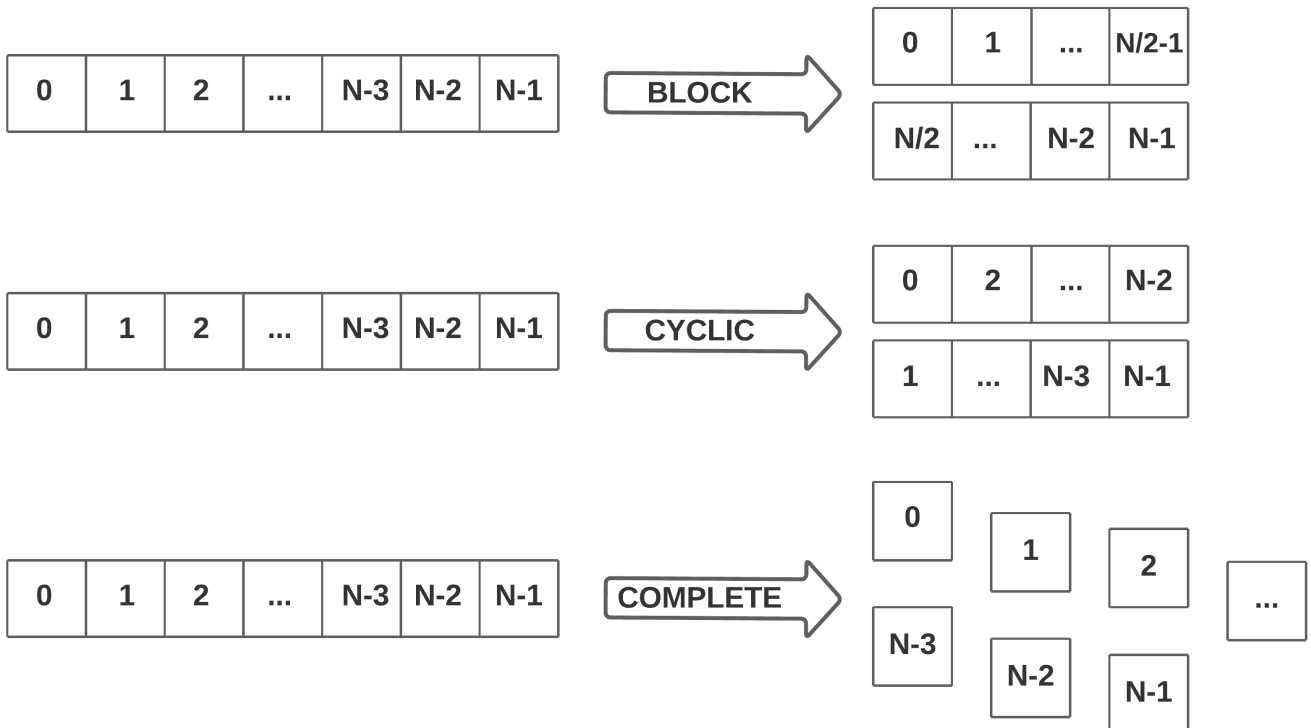 0 1 ... N/2-1
0 1 2 ... N-3 N-2 N-1 BLOCK
N/2 ... N-2 N-1
0 2 ... N-2
0 1 2 ... N-3 N-2 N-1 CYCLIC
1 ... N-3 N-1
0
1
2
0 1 2 ... N-3 N-2 N-1 COMPLETE ...
N-3
N-2
N-1